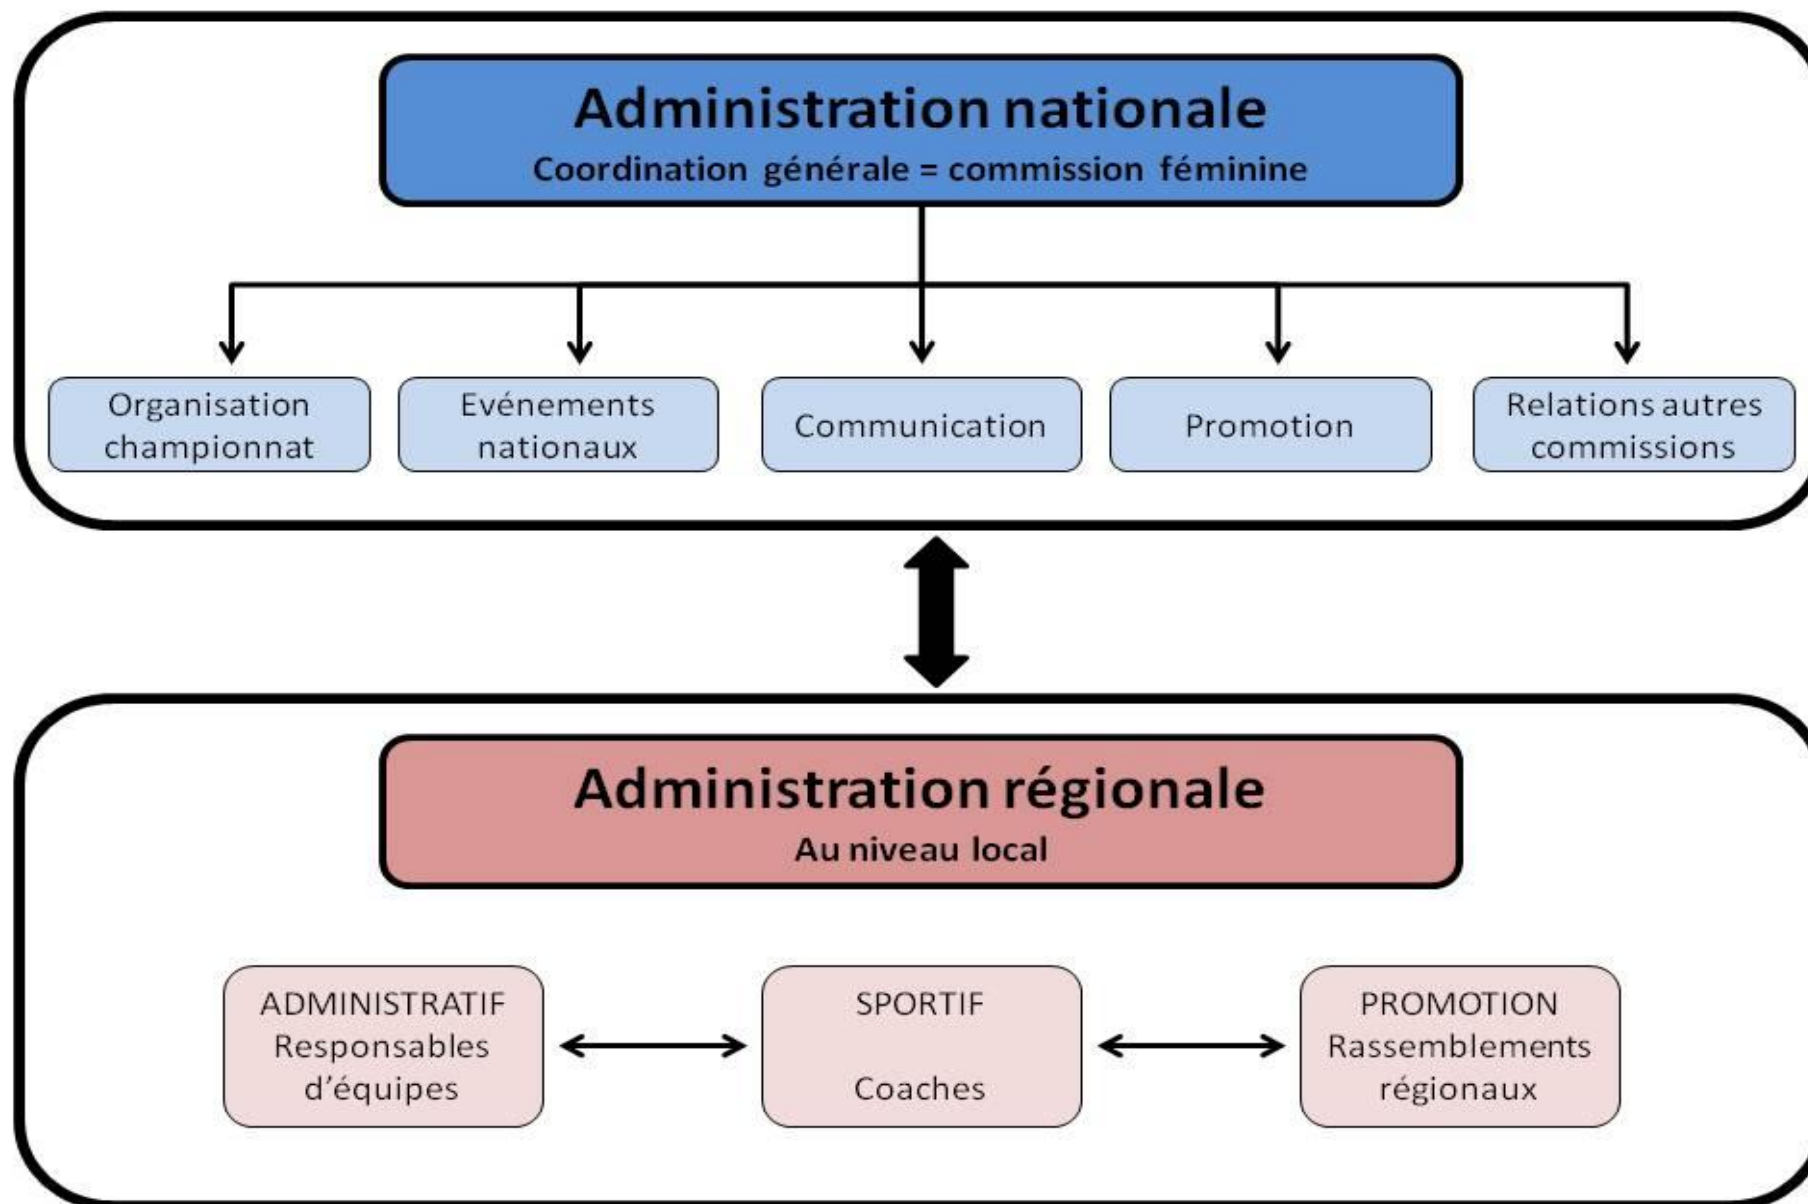 Administration nationale
Coordination générale = commission féminine
Organisation
championnat
Evénements
nationaux
Communication
Promotion
Relations autres
commissions
Administration régionale
Au niveau local
ADMINISTRATIF
Responsables
d’équipes
SPORTIF
Coaches
PROMOTION
Rassemblements
régionaux